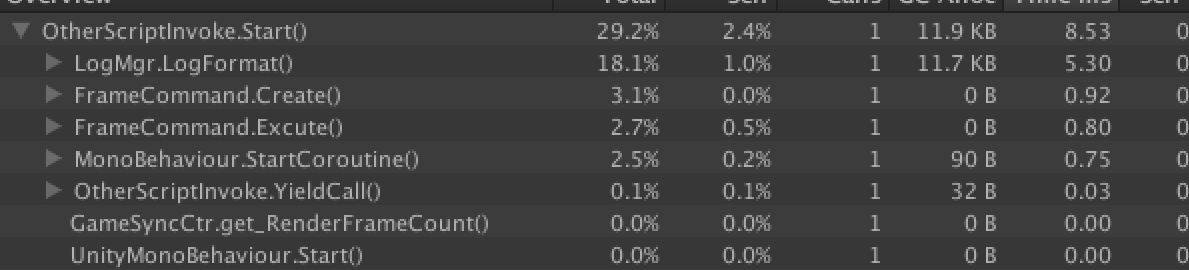 Overview Total Self Calls GC Alloc Time ms Self
OtherScriptInvoke.Start() 29.2% 2.4% 1 11.9 KB 8.53 0
LogMgr.LogFormat() 18.1% 1.0% 1 11.7 KB 5.30 0
FrameCommand.Create() 3.1% 0.0% 1 0 B 0.92 0
FrameCommand.Excute() 2.7% 0.5% 1 0 B 0.80 0
MonoBehaviour.StartCoroutine() 2.5% 0.2% 1 90 B 0.75 0
OtherScriptInvoke.YieldCall() 0.1% 0.1% 1 32 B 0.03 0
GameSyncCtr.get_RenderFrameCount() 0.0% 0.0% 1 0 B 0.00 0
UnityMonoBehaviour.Start() 0.0% 0.0% 1 0 B 0.00 0